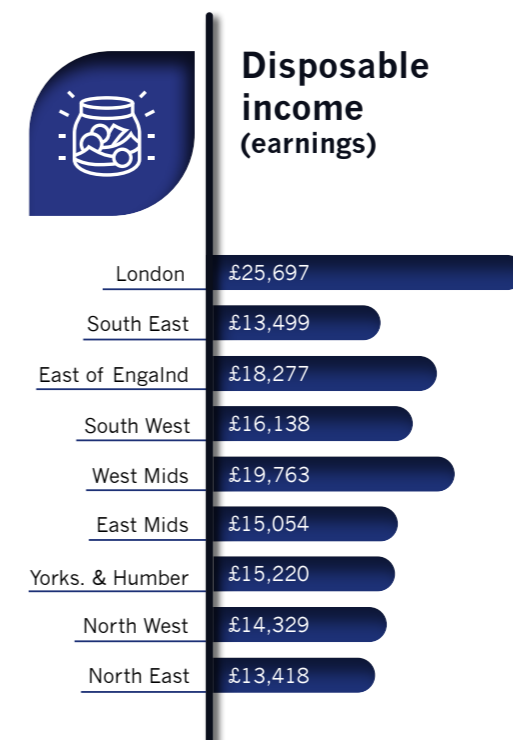 Disposable
income
(earnings)
London £25,697
South East £13,499
East of Engalnd £18,277
South West £16,138
West Mids £19,763
East Mids £15,054
Yorks. & Humber £15,220
North West £14,329
North East £13,418